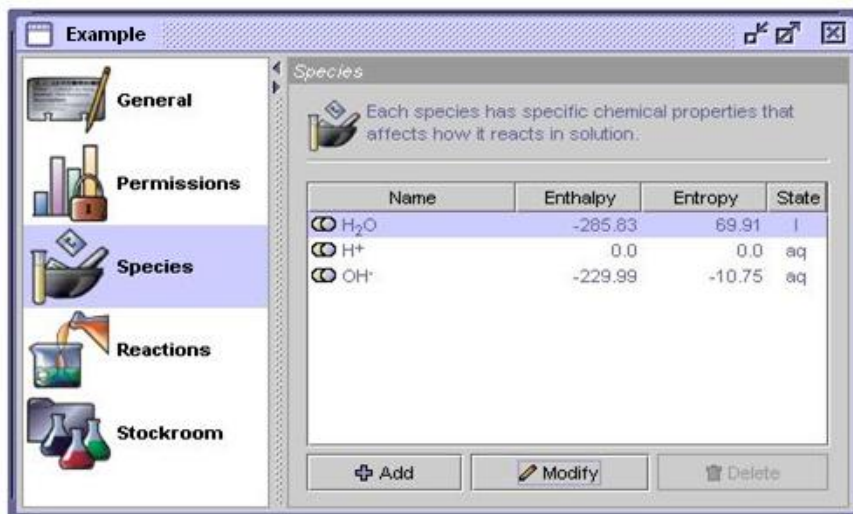 Example
General
Permissions
Species
Reactions
Stockroom
Species
Each species has specific chemical properties that
affects how it reacts in solution.
Name Enthalpy Entropy State
H₂O -285.83 69.91 l
H⁺ 0.0 0.0 aq
OH⁻ -229.99 -10.75 aq
Add Modify Delete